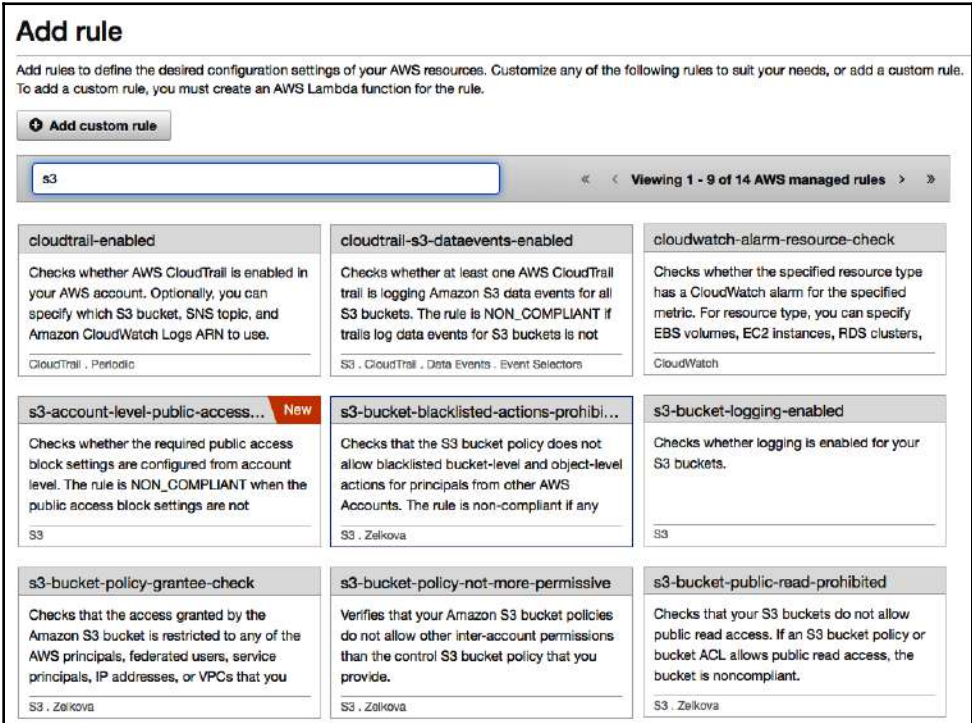 Add rule
Add rules to define the desired configuration settings of your AWS resources. Customize any of the following rules to suit your needs, or add a custom rule.
To add a custom rule, you must create an AWS Lambda function for the rule.
Add custom rule
s3
« < Viewing 1 - 9 of 14 AWS managed rules > »
cloudtrail-enabled
Checks whether AWS CloudTrail is enabled in
your AWS account. Optionally, you can
specify which S3 bucket, SNS topic, and
Amazon CloudWatch Logs ARN to use.
CloudTrail . Periodic
cloudtrail-s3-dataevents-enabled
Checks whether at least one AWS CloudTrail
trail is logging Amazon S3 data events for all
S3 buckets. The rule is NON_COMPLIANT if
trails log data events for S3 buckets is not
S3 . CloudTrail . Data Events . Event Selectors
cloudwatch-alarm-resource-check
Checks whether the specified resource type
has a CloudWatch alarm for the specified
metric. For resource type, you can specify
EBS volumes, EC2 instances, RDS clusters,
CloudWatch
s3-account-level-public-access... New
Checks whether the required public access
block settings are configured from account
level. The rule is NON_COMPLIANT when the
public access block settings are not
S3
s3-bucket-blacklisted-actions-prohibi...
Checks that the S3 bucket policy does not
allow blacklisted bucket-level and object-level
actions for principals from other AWS
Accounts. The rule is non-compliant if any
S3 . Zelkova
s3-bucket-logging-enabled
Checks whether logging is enabled for your
S3 buckets.
S3
s3-bucket-policy-grantee-check
Checks that the access granted by the
Amazon S3 bucket is restricted to any of the
AWS principals, federated users, service
principals, IP addresses, or VPCs that you
S3 . Zelkova
s3-bucket-policy-not-more-permissive
Verifies that your Amazon S3 bucket policies
do not allow other inter-account permissions
than the control S3 bucket policy that you
provide.
S3 . Zelkova
s3-bucket-public-read-prohibited
Checks that your S3 buckets do not allow
public read access. If an S3 bucket policy or
bucket ACL allows public read access, the
bucket is noncompliant.
S3 . Zelkova